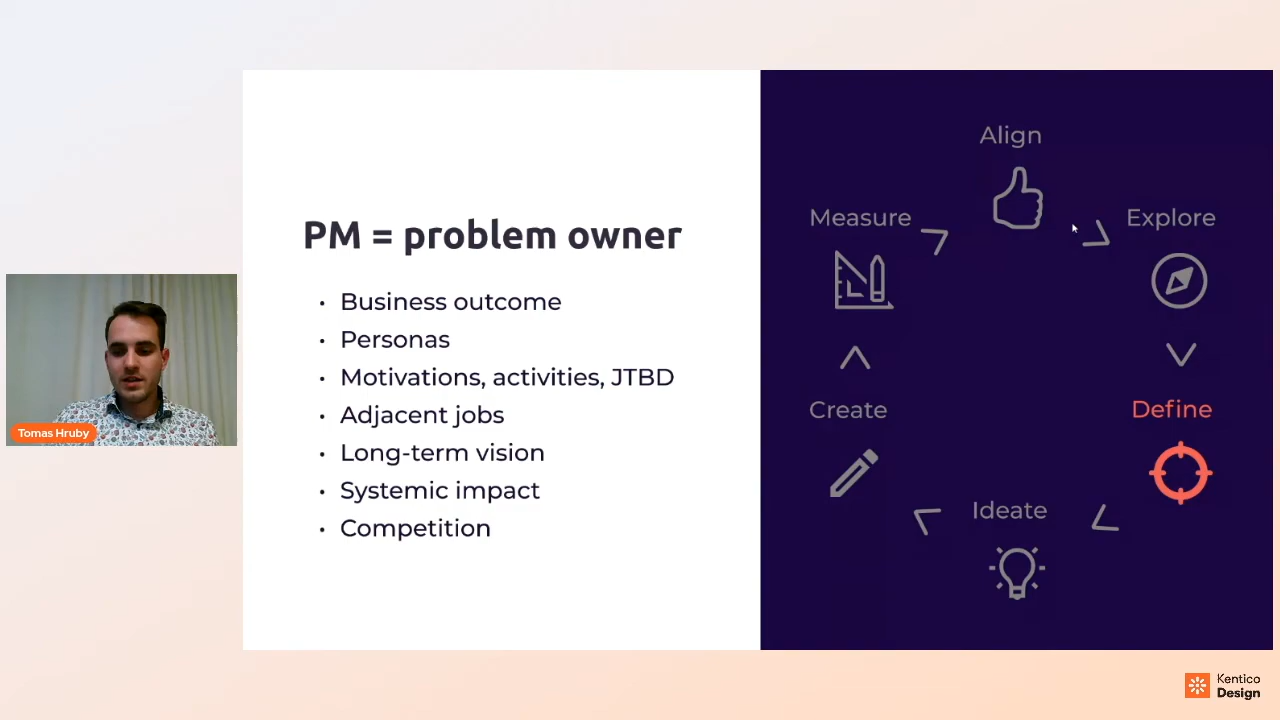 PM = problem owner
• Business outcome
• Personas
• Motivations, activities, JTBD
• Adjacent jobs
• Long-term vision
• Systemic impact
• Competition
Align
Measure
Explore
Create
Define
Ideate
Tomas Hruby
Kentico
Design